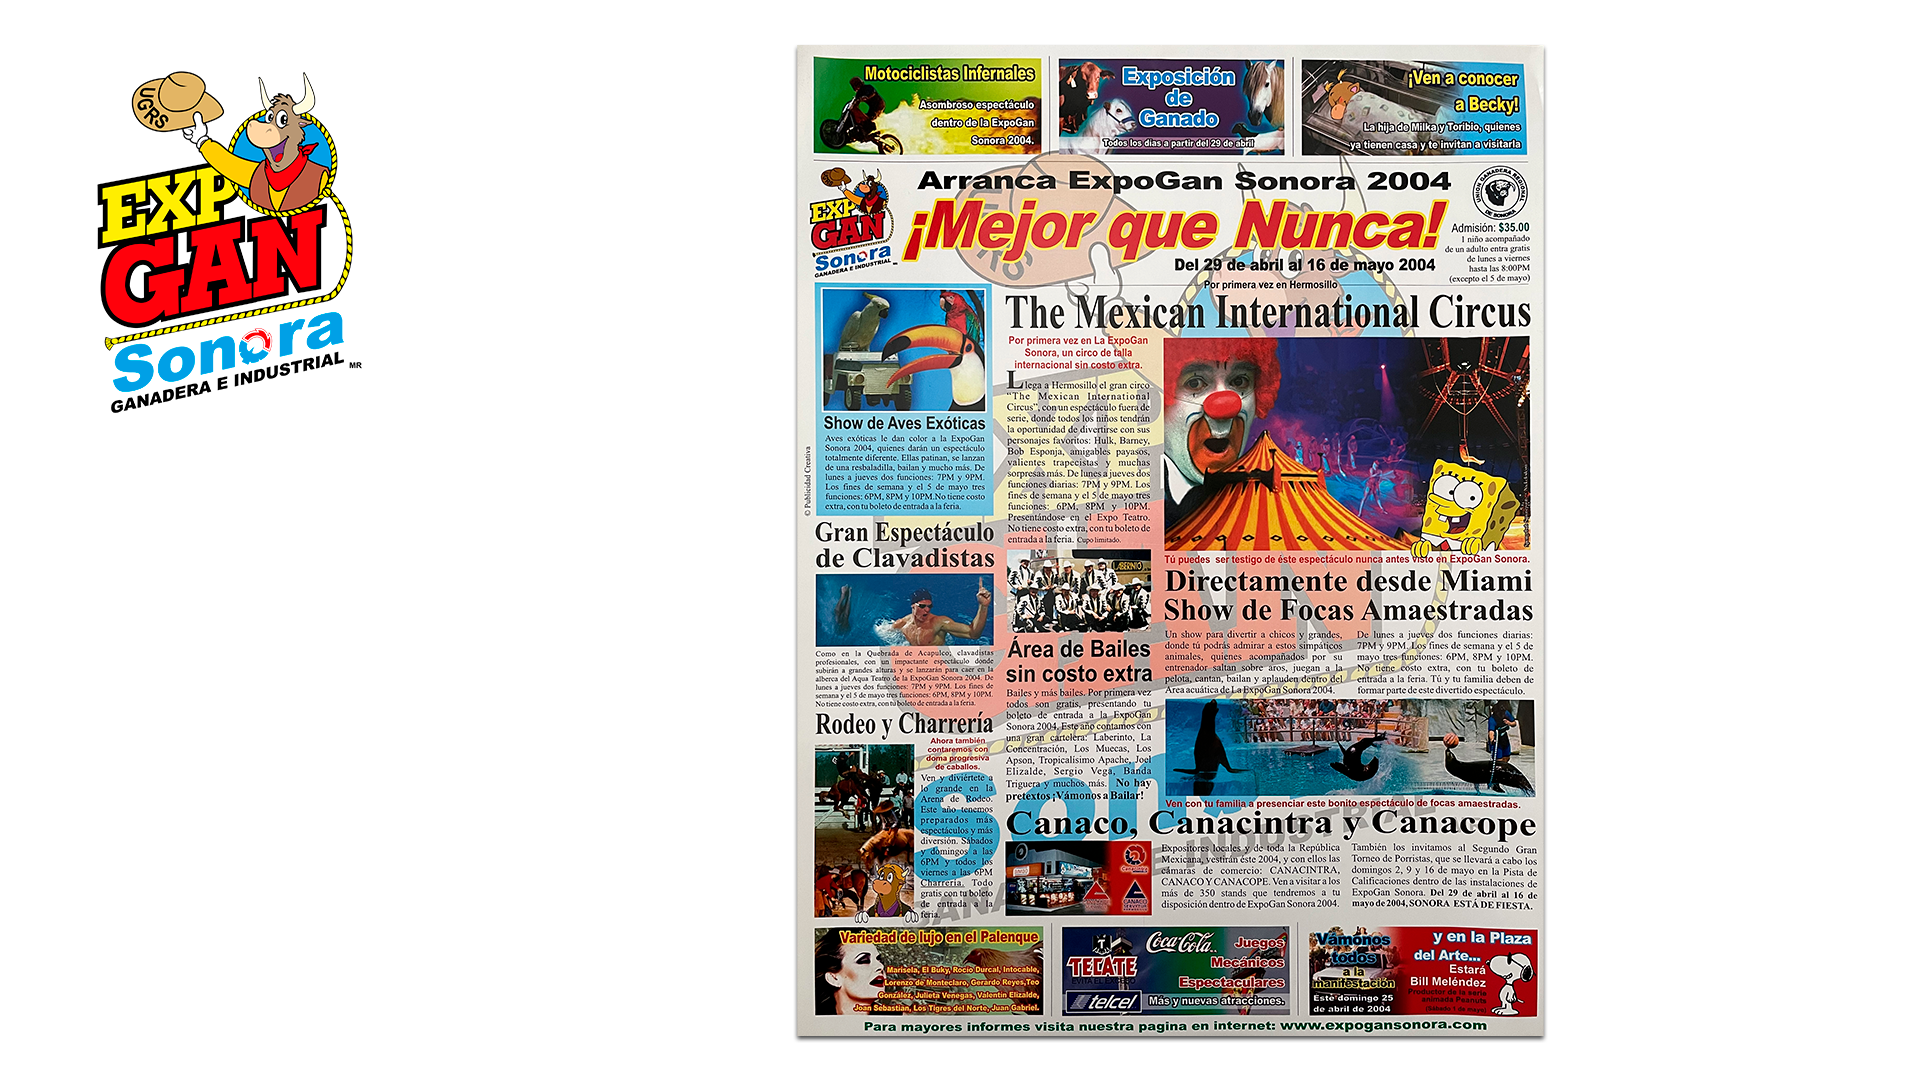 UGRS
EXPO
GAN
Sonora
GANADERA E INDUSTRIAL MR
Motociclistas Infernales
Asombroso espectáculo
dentro de la ExpoGan
Sonora 2004.
Exposición
de
Ganado
Todos los días a partir del 29 de abril
¡Ven a conocer
a Becky!
La hija de Milka y Toribio, quienes
ya tienen casa y te invitan a visitarla
EXPO
GAN
Sonora
GANADERA E INDUSTRIAL
Arranca ExpoGan Sonora 2004
¡Mejor que Nunca!
Del 29 de abril al 16 de mayo 2004
UNION GANADERA REGIONAL
DE SONORA
Admisión: $35.00
1 niño acompañado
de un adulto entra gratis
de lunes a viernes
hasta las 8:00PM
(excepto el 5 de mayo)
© Publicidad Creativa
Show de Aves Exóticas
Aves exóticas le dan color a la ExpoGan
Sonora 2004, quienes darán un espectáculo
totalmente diferente. Ellas patinan, se lanzan
de una resbaladilla, bailan y mucho más. De
lunes a jueves dos funciones: 7PM y 9PM.
Los fines de semana y el 5 de mayo tres
funciones: 6PM, 8PM y 10PM.No tiene costo
extra, con tu boleto de entrada a la feria.
Gran Espectáculo
de Clavadistas
Como en la Quebrada de Acapulco; clavadistas
profesionales, con un impactante espectáculo donde
subirán a grandes alturas y se lanzarán para caer en la
alberca del Aqua Teatro de la ExpoGan Sonora 2004. De
lunes a jueves dos funciones: 7PM y 9PM. Los fines de
semana y el 5 de mayo tres funciones: 6PM, 8PM y 10PM.
No tiene costo extra, con tu boleto de entrada a la feria.
Rodeo y Charrería
Ahora también
contaremos con
doma progresiva
de caballos.
Ven y diviértete a
lo grande en la
Arena de Rodeo.
Este año tenemos
preparados más
espectáculos y más
diversión. Sábados
y domingos a las
6PM y todos los
viernes a las 6PM
Charrería. Todo
gratis con tu boleto
de entrada a la
feria.
Por primera vez en Hermosillo
The Mexican International Circus
Por primera vez en La ExpoGan
Sonora, un circo de talla
internacional sin costo extra.
Llega a Hermosillo el gran circo
"The Mexican International
Circus", con un espectáculo fuera de
serie, donde todos los niños tendrán
la oportunidad de divertirse con sus
personajes favoritos: Hulk, Barney,
Bob Esponja, amigables payasos,
valientes trapecistas y muchas
sorpresas más. De lunes a jueves dos
funciones diarias: 7PM y 9PM. Los
fines de semana y el 5 de mayo tres
funciones: 6PM, 8PM y 10PM.
Presentándose en el Expo Teatro.
No tiene costo extra, con tu boleto de
entrada a la feria. Cupo limitado.
LABERINTO
Área de Bailes
sin costo extra
Bailes y más bailes. Por primera vez
todos son gratis, presentando tu
boleto de entrada a la ExpoGan
Sonora 2004. Este año contamos con
una gran cartelera: Laberinto, La
Concentración, Los Muecas, Los
Apson, Tropicalísimo Apache, Joel
Elizalde, Sergio Vega, Banda
Triguera y muchos más. No hay
pretextos ¡Vámonos a Bailar!
Tú puedes ser testigo de éste espectáculo nunca antes visto en ExpoGan Sonora.
Directamente desde Miami
Show de Focas Amaestradas
Un show para divertir a chicos y grandes,
donde tú podrás admirar a estos simpáticos
animales, quienes acompañados por su
entrenador saltan sobre aros, juegan a la
pelota, cantan, bailan y aplauden dentro del
Area acuática de La ExpoGan Sonora 2004.
De lunes a jueves dos funciones diarias:
7PM y 9PM. Los fines de semana y el 5 de
mayo tres funciones: 6PM, 8PM y 10PM.
No tiene costo extra, con tu boleto de
entrada a la feria. Tú y tu familia deben de
formar parte de este divertido espectáculo.
Ven con tu familia a presenciar este bonito espectáculo de focas amaestradas.
Canaco, Canacintra y Canacope
Expositores locales y de toda la República
Mexicana, vestirán este 2004, y con ellos las
cámaras de comercio: CANACINTRA,
CANACO Y CANACOPE. Ven a visitar a los
más de 350 stands que tendremos a tu
disposición dentro de ExpoGan Sonora 2004.
También los invitamos al Segundo Gran
Torneo de Porristas, que se llevará a cabo los
domingos 2, 9 y 16 de mayo en la Pista de
Calificaciones dentro de las instalaciones de
ExpoGan Sonora. Del 29 de abril al 16 de
mayo de 2004, SONORA ESTÁ DE FIESTA.
Variedad de lujo en el Palenque
Marisela, El Buky, Rocío Durcal, Intocable,
Lorenzo de Monteclaro, Gerardo Reyes,Teo
González, Julieta Venegas, Valentín Elizalde,
Joan Sebastian, Los Tigres del Norte, Juan Gabriel.
TECATE
EVITA EL EXCESO
telcel
Coca-Cola
Juegos
Mecánicos
Espectaculares
Más y nuevas atracciones.
Vámonos
todos
a la
manifestación
Este domingo 25
de abril de 2004
y en la Plaza
del Arte...
Estará
Bill Meléndez
Productor de la serie
animada Peanuts
(Sábado 1 de mayo)
Para mayores informes visita nuestra pagina en internet: www.expogansonora.com